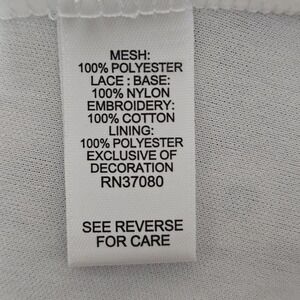 MESH:
100% POLYESTER
LACE : BASE:
100% NYLON
EMBROIDERY:
100% COTTON
LINING:
100% POLYESTER
EXCLUSIVE OF
DECORATION
RN37080
SEE REVERSE
FOR CARE